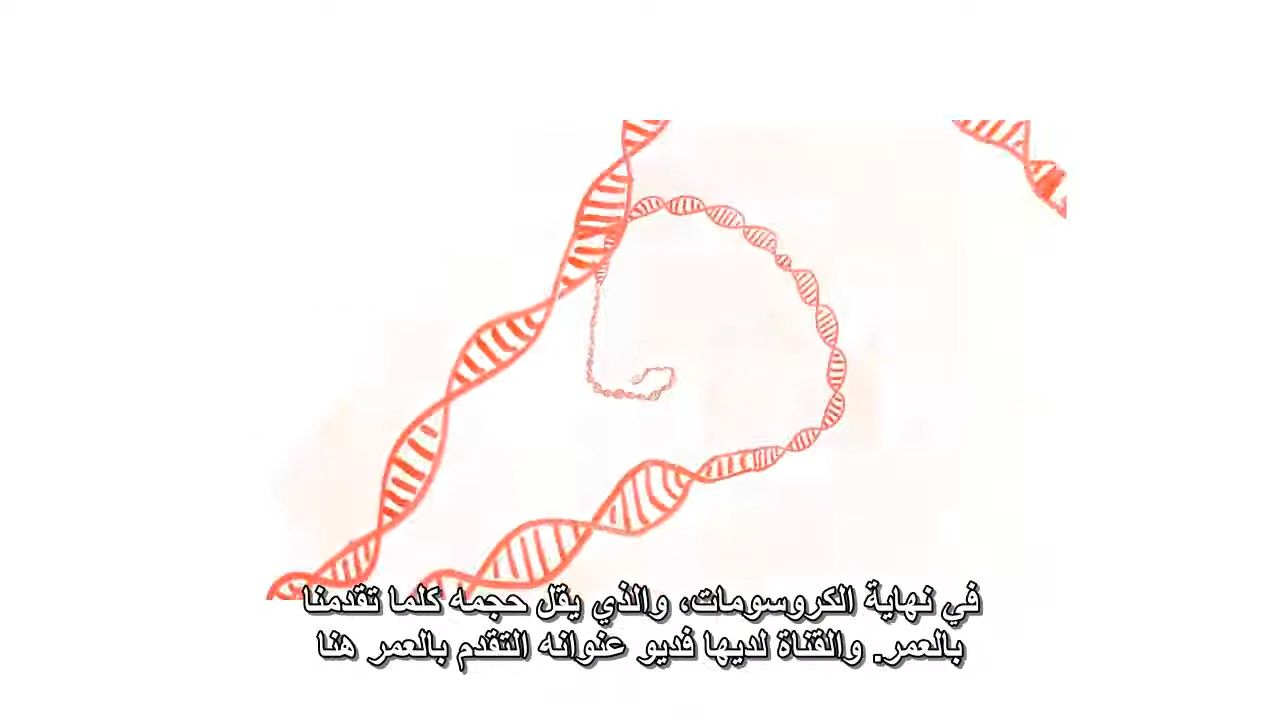 في نهاية الكروسومات، والذي يقل حجمه كلما تقدمنا
بالعمر. والقناة لديها فديو عنوانه التقدم بالعمر هنا